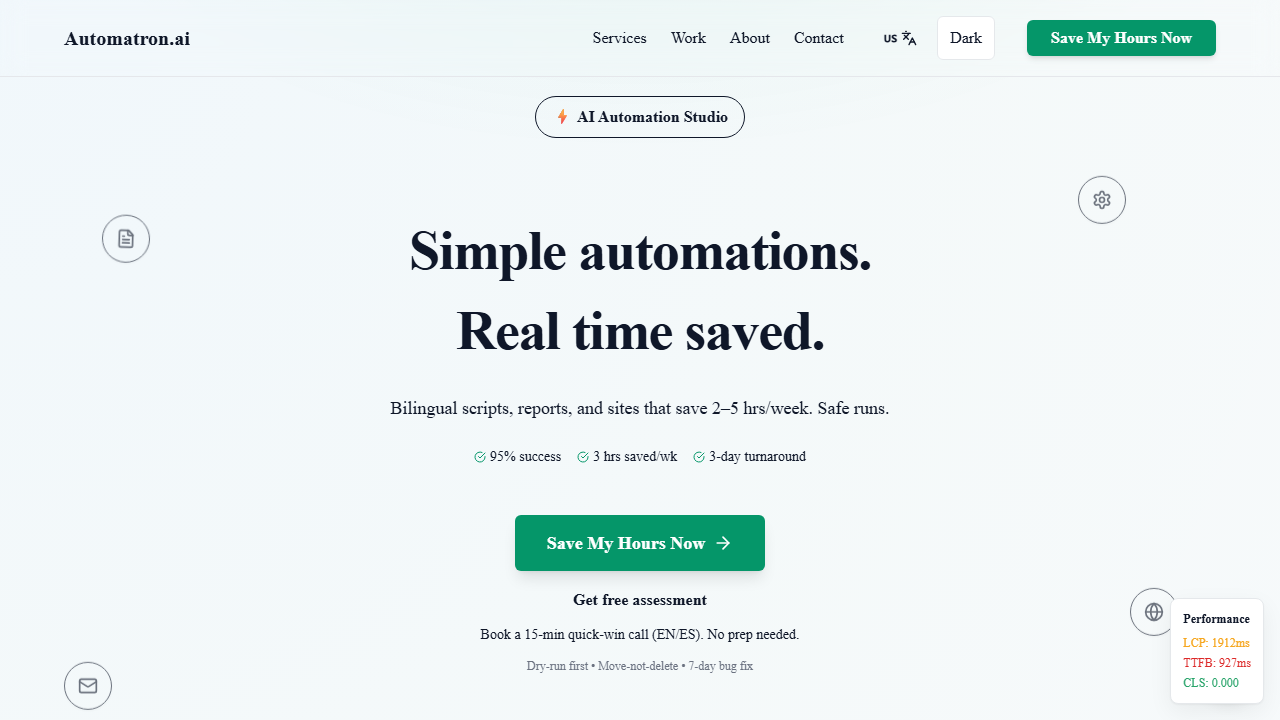 Automatron.ai
Services
Work
About
Contact
US
Dark
Save My Hours Now
AI Automation Studio
Simple automations.
Real time saved.
Bilingual scripts, reports, and sites that save 2–5 hrs/week. Safe runs.
95% success
3 hrs saved/wk
3-day turnaround
Save My Hours Now
Get free assessment
Book a 15-min quick-win call (EN/ES). No prep needed.
Dry-run first • Move-not-delete • 7-day bug fix
Performance
LCP: 1912ms
TTFB: 927ms
CLS: 0.000